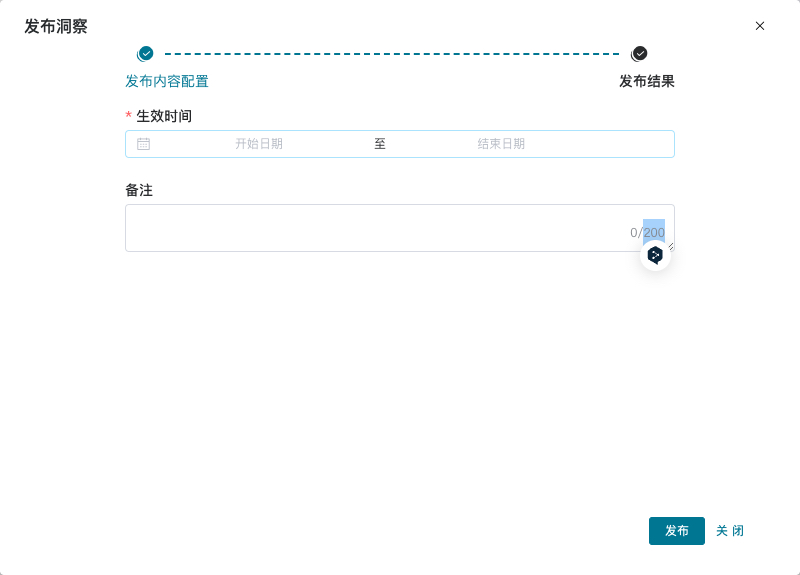 发布洞察
发布内容配置
发布结果
* 生效时间
开始日期 至 结束日期
备注
0/200
发布 关 闭